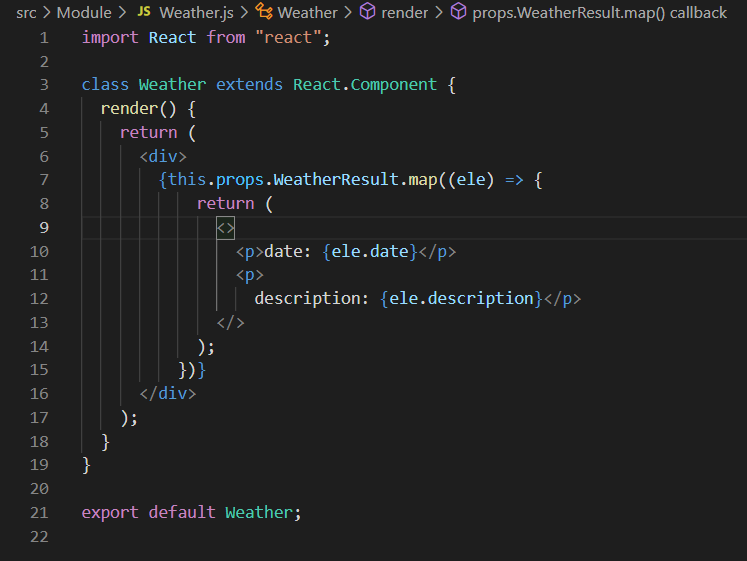 src > Module > JS Weather.js > Weather > render > props.WeatherResult.map() callback
1 import React from "react";
2
3 class Weather extends React.Component {
4 render() {
5 return (
6 <div>
7 {this.props.WeatherResult.map((ele) => {
8 return (
9 <>
10 <p>date: {ele.date}</p>
11 <p>
12 description: {ele.description}</p>
13 </>
14 );
15 })}
16 </div>
17 );
18 }
19 }
20
21 export default Weather;
22